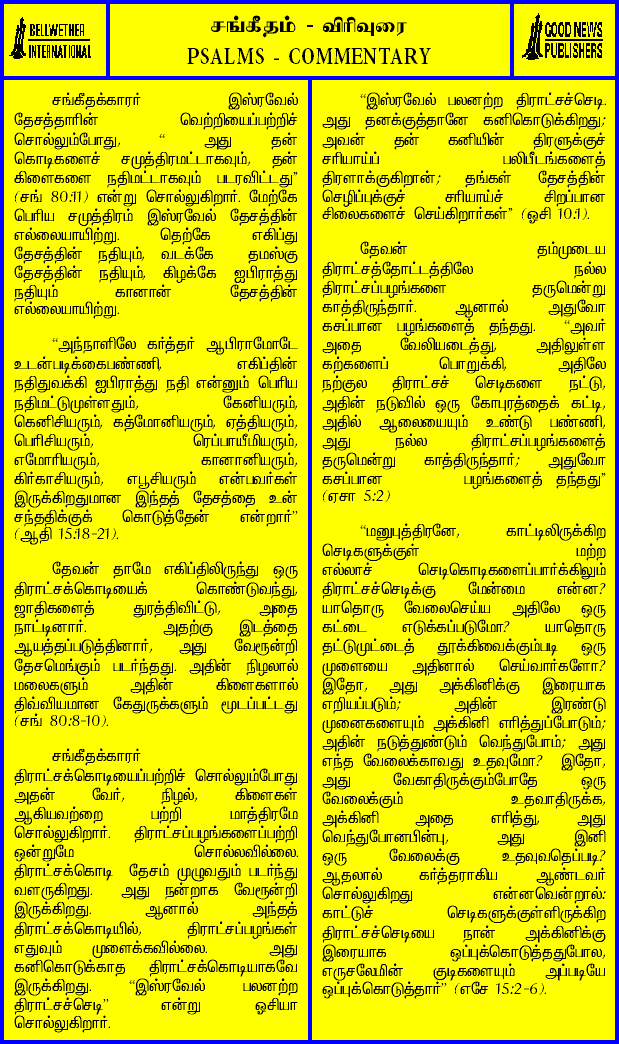 BELLWETHER
INTERNATIONAL
சங்கீதம் - விரிவுரை
PSALMS - COMMENTARY
GOOD NEWS
PUBLISHERS
சங்கீதக்காரர் இஸ்ரவேல்
தேசத்தாரின் வெற்றியைப்பற்றிச்
சொல்லும்போது, “ அது தன்
கொடிகளைச் சமுத்திரமட்டாகவும், தன்
கிளைகளை நதிமட்டாகவும் படரவிட்டது”
(சங் 80:11) என்று சொல்லுகிறார். மேற்கே
பெரிய சமுத்திரம் இஸ்ரவேல் தேசத்தின்
எல்லையாயிற்று. தெற்கே எகிப்து
தேசத்தின் நதியும், வடக்கே தமஸ்கு
தேசத்தின் நதியும், கிழக்கே ஐபிராத்து
நதியும் கானான் தேசத்தின்
எல்லையாயிற்று.
“அந்நாளிலே கர்த்தர் ஆபிராமோடே
உடன்படிக்கைபண்ணி, எகிப்தின்
நதிதுவக்கி ஐபிராத்து நதி என்னும் பெரிய
நதிமட்டுமுள்ளதும், கேனியரும்,
கெனிசியரும், கத்மோனியரும், ஏத்தியரும்,
பெரிசியரும், ரெப்பாயீமியரும்,
எமோரியரும், கானானியரும்,
கிர்காசியரும், எபூசியரும் என்பவர்கள்
இருக்கிறதுமான இந்தத் தேசத்தை உன்
சந்ததிக்குக் கொடுத்தேன் என்றார்”
(ஆதி 15:18-21).
தேவன் தாமே எகிப்திலிருந்து ஒரு
திராட்சக்கொடியைக் கொண்டுவந்து,
ஜாதிகளைத் துரத்திவிட்டு, அதை
நாட்டினார். அதற்கு இடத்தை
ஆயத்தப்படுத்தினார், அது வேரூன்றி
தேசமெங்கும் படர்ந்தது. அதின் நிழலால்
மலைகளும் அதின் கிளைகளால்
திவ்வியமான கேதுருக்களும் மூடப்பட்டது
(சங் 80:8-10).
சங்கீதக்காரர்
திராட்சக்கொடியைப்பற்றிச் சொல்லும்போது
அதன் வேர், நிழல், கிளைகள்
ஆகியவற்றை பற்றி மாத்திரமே
சொல்லுகிறார். திராட்சப்பழங்களைப்பற்றி
ஒன்றுமே சொல்லவில்லை.
திராட்சக்கொடி தேசம் முழுவதும் படர்ந்து
வளருகிறது. அது நன்றாக வேரூன்றி
இருக்கிறது. ஆனால் அந்தத்
திராட்சக்கொடியில், திராட்சப்பழங்கள்
எதுவும் முளைக்கவில்லை. அது
கனிகொடுக்காத திராட்சக்கொடியாகவே
இருக்கிறது. “இஸ்ரவேல் பலனற்ற
திராட்சச்செடி” என்று ஓசியா
சொல்லுகிறார்.
“இஸ்ரவேல் பலனற்ற திராட்சச்செடி.
அது தனக்குத்தானே கனிகொடுக்கிறது;
அவன் தன் கனியின் திரளுக்குச்
சரியாய்ப் பலிபீடங்களைத்
திரளாக்குகிறான்; தங்கள் தேசத்தின்
செழிப்புக்குச் சரியாய்ச் சிறப்பான
சிலைகளைச் செய்கிறார்கள்” (ஓசி 10:1).
தேவன் தம்முடைய
திராட்சத்தோட்டத்திலே நல்ல
திராட்சப்பழங்களை தருமென்று
காத்திருந்தார். ஆனால் அதுவோ
கசப்பான பழங்களைத் தந்தது. “அவர்
அதை வேலியடைத்து, அதிலுள்ள
கற்களைப் பொறுக்கி, அதிலே
நற்குல திராட்சச் செடிகளை நட்டு,
அதின் நடுவில் ஒரு கோபுரத்தைக் கட்டி,
அதில் ஆலையையும் உண்டு பண்ணி,
அது நல்ல திராட்சப்பழங்களைத்
தருமென்று காத்திருந்தார்; அதுவோ
கசப்பான பழங்களைத் தந்தது”
(ஏசா 5:2)
“மனுபுத்திரனே, காட்டிலிருக்கிற
செடிகளுக்குள் மற்ற
எல்லாச் செடிகொடிகளைப்பார்க்கிலும்
திராட்சச்செடிக்கு மேன்மை என்ன?
யாதொரு வேலைசெய்ய அதிலே ஒரு
கட்டை எடுக்கப்படுமோ? யாதொரு
தட்டுமுட்டைத் தூக்கிவைக்கும்படி ஒரு
முளையை அதினால் செய்வார்களோ?
இதோ, அது அக்கினிக்கு இரையாக
எறியப்படும்; அதின் இரண்டு
முனைகளையும் அக்கினி எரித்துப்போடும்;
அதின் நடுத்துண்டும் வெந்துபோம்; அது
எந்த வேலைக்காவது உதவுமோ? இதோ,
அது வேகாதிருக்கும்போதே ஒரு
வேலைக்கும் உதவாதிருக்க,
அக்கினி அதை எரித்து, அது
வெந்துபோனபின்பு, அது இனி
ஒரு வேலைக்கு உதவுவதெப்படி?
ஆதலால் கர்த்தராகிய ஆண்டவர்
சொல்லுகிறது என்னவென்றால்:
காட்டுச் செடிகளுக்குள்ளிருக்கிற
திராட்சச்செடியை நான் அக்கினிக்கு
இரையாக ஒப்புக்கொடுத்ததுபோல,
எருசலேமின் குடிகளையும் அப்படியே
ஒப்புக்கொடுத்தார்” (எசே 15:2-6).